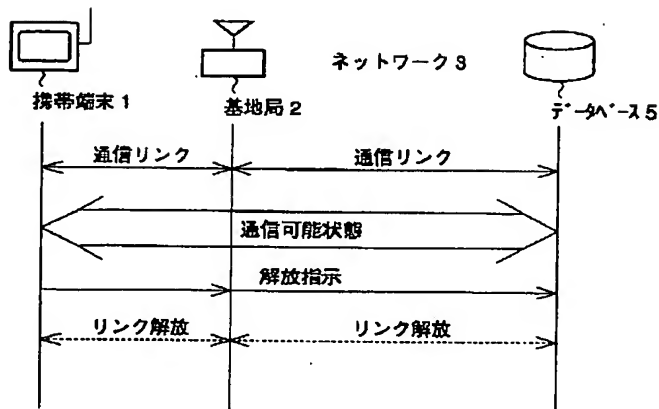 ネットワーク3
携帯端末1
基地局2
データベース5
通信リンク
通信リンク
通信可能状態
解放指示
リンク解放
リンク解放